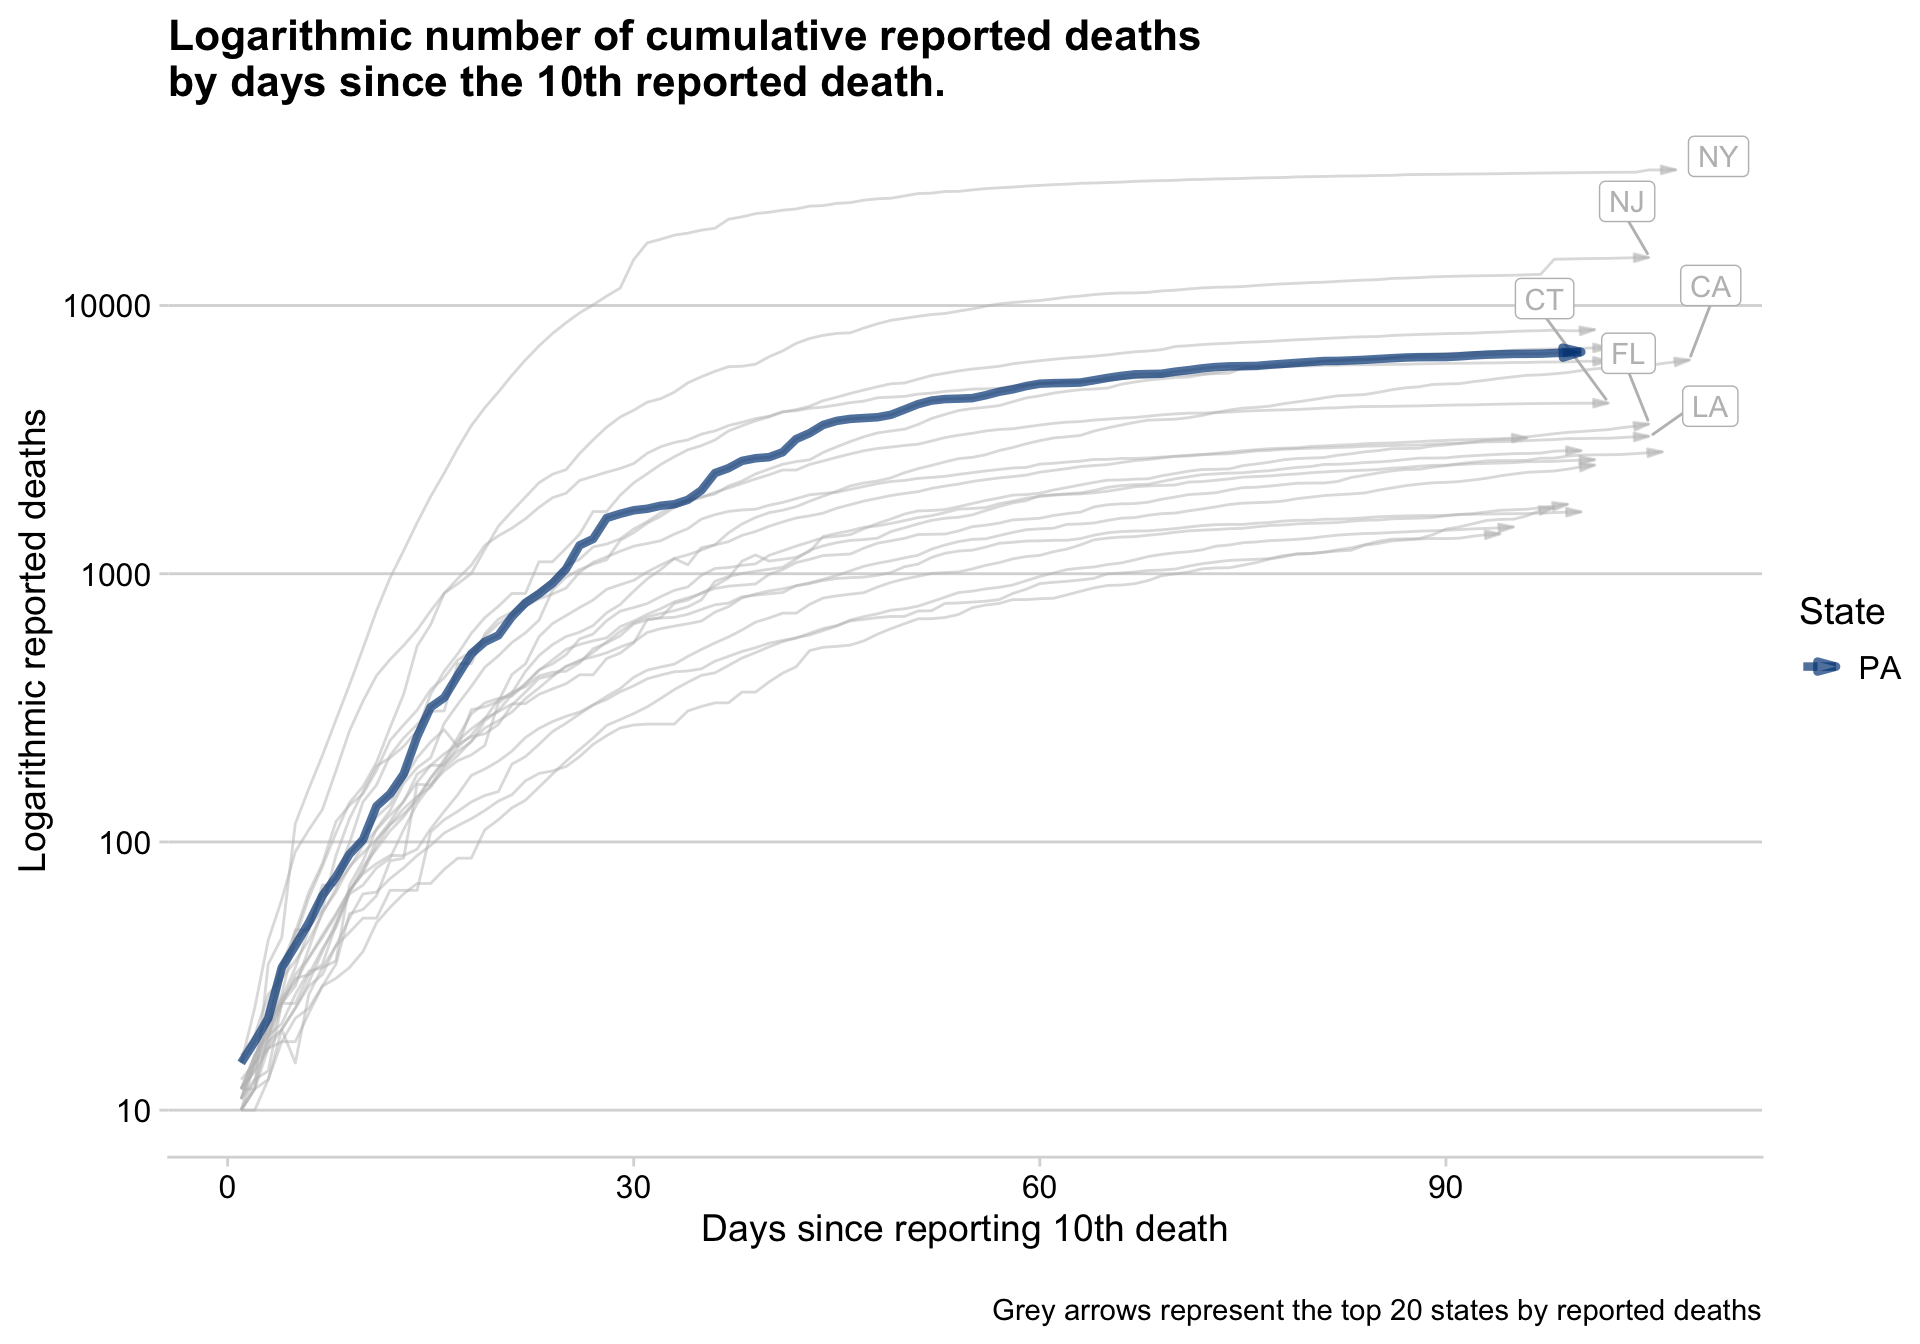 Logarithmic number of cumulative reported deaths
by days since the 10th reported death.
NY
NJ
CA
CT
FL
LA
10000
1000
100
10
Logarithmic reported deaths
0
30
60
90
Days since reporting 10th death
State
PA
Grey arrows represent the top 20 states by reported deaths